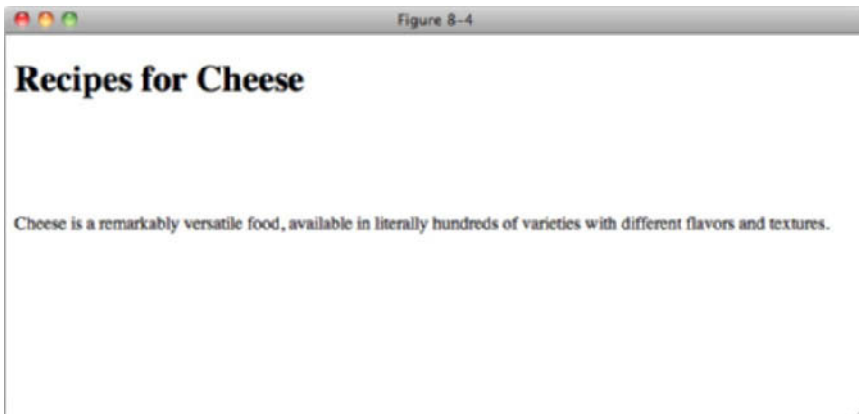 Figure 8–4
Recipes for Cheese
Cheese is a remarkably versatile food, available in literally hundreds of varieties with different flavors and textures.